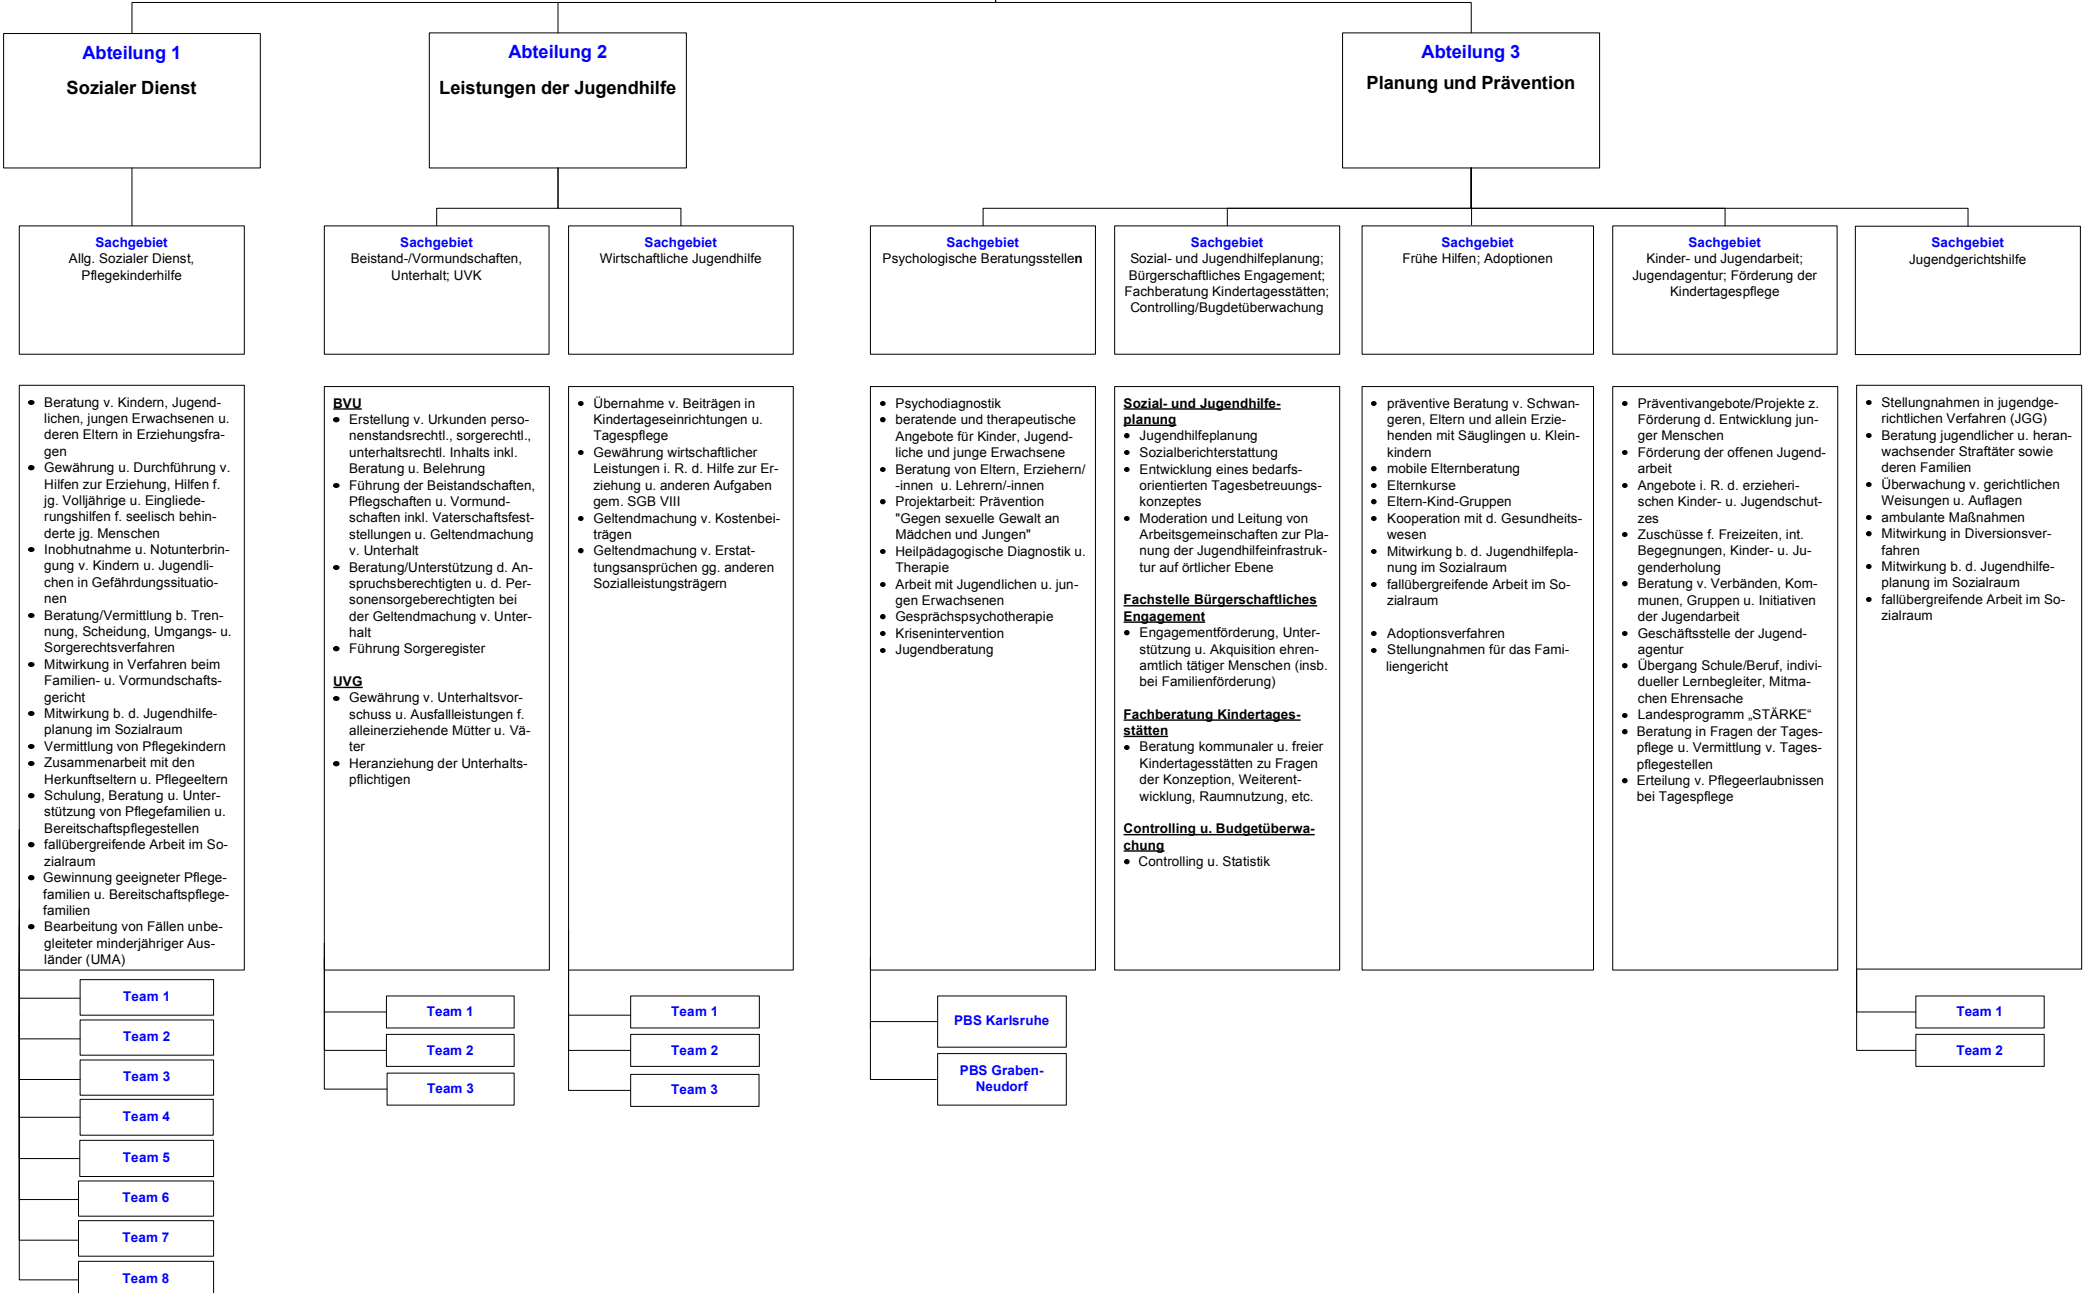 Abteilung 1
Sozialer Dienst
Abteilung 2
Leistungen der Jugendhilfe
Abteilung 3
Planung und Prävention
Sachgebiet
Allg. Sozialer Dienst,
Pflegekinderhilfe
Sachgebiet
Beistand-/Vormundschaften,
Unterhalt; UVK
Sachgebiet
Wirtschaftliche Jugendhilfe
Sachgebiet
Psychologische Beratungsstellen
Sachgebiet
Sozial- und Jugendhilfeplanung;
Bürgerschaftliches Engagement;
Fachberatung Kindertagesstätten;
Controlling/Bugdetüberwachung
Sachgebiet
Frühe Hilfen; Adoptionen
Sachgebiet
Kinder- und Jugendarbeit;
Jugendagentur; Förderung der
Kindertagespflege
Sachgebiet
Jugendgerichtshilfe
• Beratung v. Kindern, Jugend-
lichen, jungen Erwachsenen u.
deren Eltern in Erziehungsfra-
gen
• Gewährung u. Durchführung v.
Hilfen zur Erziehung, Hilfen f.
jg. Volljährige u. Eingliede-
rungshilfen f. seelisch behin-
derte jg. Menschen
• Inobhutnahme u. Notunterbrin-
gung v. Kindern u. Jugendli-
chen in Gefährdungssituatio-
nen
• Beratung/Vermittlung b. Tren-
nung, Scheidung, Umgangs- u.
Sorgerechtsverfahren
• Mitwirkung in Verfahren beim
Familien- u. Vormundschafts-
gericht
• Mitwirkung b. d. Jugendhilfe-
planung im Sozialraum
• Vermittlung von Pflegekindern
• Zusammenarbeit mit den
Herkunftseltern u. Pflegeeltern
• Schulung, Beratung u. Unter-
stützung von Pflegefamilien u.
Bereitschaftspflegestellen
• fallübergreifende Arbeit im So-
zialraum
• Gewinnung geeigneter Pflege-
familien u. Bereitschaftspflege-
familien
• Bearbeitung von Fällen unbe-
gleiteter minderjähriger Aus-
länder (UMA)
BVU
• Erstellung v. Urkunden perso-
nenstandsrechtl., sorgerechtl.,
unterhaltsrechtl. Inhalts inkl.
Beratung u. Belehrung
• Führung der Beistandschaften,
Pflegschaften u. Vormund-
schaften inkl. Vaterschaftsfest-
stellungen u. Geltendmachung
v. Unterhalt
• Beratung/Unterstützung d. An-
spruchsberechtigten u. d. Per-
sonensorgeberechtigten bei
der Geltendmachung v. Unter-
halt
• Führung Sorgeregister
UVG
• Gewährung v. Unterhaltsvor-
schuss u. Ausfallleistungen f.
alleinerziehende Mütter u. Vä-
ter
• Heranziehung der Unterhalts-
pflichtigen
• Übernahme v. Beiträgen in
Kindertageseinrichtungen u.
Tagespflege
• Gewährung wirtschaftlicher
Leistungen i. R. d. Hilfe zur Er-
ziehung u. anderen Aufgaben
gem. SGB VIII
• Geltendmachung v. Kostenbei-
trägen
• Geltendmachung v. Erstat-
tungsansprüchen gg. anderen
Sozialleistungsträgern
• Psychodiagnostik
• beratende und therapeutische
Angebote für Kinder, Jugend-
liche und junge Erwachsene
• Beratung von Eltern, Erziehern/
-innen u. Lehrern/-innen
• Projektarbeit: Prävention
"Gegen sexuelle Gewalt an
Mädchen und Jungen"
• Heilpädagogische Diagnostik u.
Therapie
• Arbeit mit Jugendlichen u. jun-
gen Erwachsenen
• Gesprächspsychotherapie
• Krisenintervention
• Jugendberatung
Sozial- und Jugendhilfe-
planung
• Jugendhilfeplanung
• Sozialberichterstattung
• Entwicklung eines bedarfs-
orientierten Tagesbetreuungs-
konzeptes
• Moderation und Leitung von
Arbeitsgemeinschaften zur Pla-
nung der Jugendhilfeinfrastruk-
tur auf örtlicher Ebene
Fachstelle Bürgerschaftliches
Engagement
• Engagementförderung, Unter-
stützung u. Akquisition ehren-
amtlich tätiger Menschen (insb.
bei Familienförderung)
Fachberatung Kindertages-
stätten
• Beratung kommunaler u. freier
Kindertagesstätten zu Fragen
der Konzeption, Weiterent-
wicklung, Raumnutzung, etc.
Controlling u. Budgetüberwa-
chung
• Controlling u. Statistik
• präventive Beratung v. Schwan-
geren, Eltern und allein Erzie-
henden mit Säuglingen u. Klein-
kindern
• mobile Elternberatung
• Elternkurse
• Eltern-Kind-Gruppen
• Kooperation mit d. Gesundheits-
wesen
• Mitwirkung b. d. Jugendhilfepla-
nung im Sozialraum
• fallübergreifende Arbeit im So-
zialraum
• Adoptionsverfahren
• Stellungnahmen für das Fami-
liengericht
• Präventivangebote/Projekte z.
Förderung d. Entwicklung jun-
ger Menschen
• Förderung der offenen Jugend-
arbeit
• Angebote i. R. d. erzieheri-
schen Kinder- u. Jugendschut-
zes
• Zuschüsse f. Freizeiten, int.
Begegnungen, Kinder- u. Ju-
genderholung
• Beratung v. Verbänden, Kom-
munen, Gruppen u. Initiativen
der Jugendarbeit
• Geschäftsstelle der Jugend-
agentur
• Übergang Schule/Beruf, indivi-
dueller Lernbegleiter, Mitma-
chen Ehrensache
• Landesprogramm „STÄRKE“
• Beratung in Fragen der Tages-
pflege u. Vermittlung v. Tages-
pflegestellen
• Erteilung v. Pflegeerlaubnissen
bei Tagespflege
• Stellungnahmen in jugendge-
richtlichen Verfahren (JGG)
• Beratung jugendlicher u. heran-
wachsender Straftäter sowie
deren Familien
• Überwachung v. gerichtlichen
Weisungen u. Auflagen
• ambulante Maßnahmen
• Mitwirkung in Diversionsver-
fahren
• Mitwirkung b. d. Jugendhilfe-
planung im Sozialraum
• fallübergreifende Arbeit im So-
zialraum
Team 1
Team 2
Team 3
Team 4
Team 5
Team 6
Team 7
Team 8
Team 1
Team 2
Team 3
Team 1
Team 2
Team 3
PBS Karlsruhe
PBS Graben-
Neudorf
Team 1
Team 2